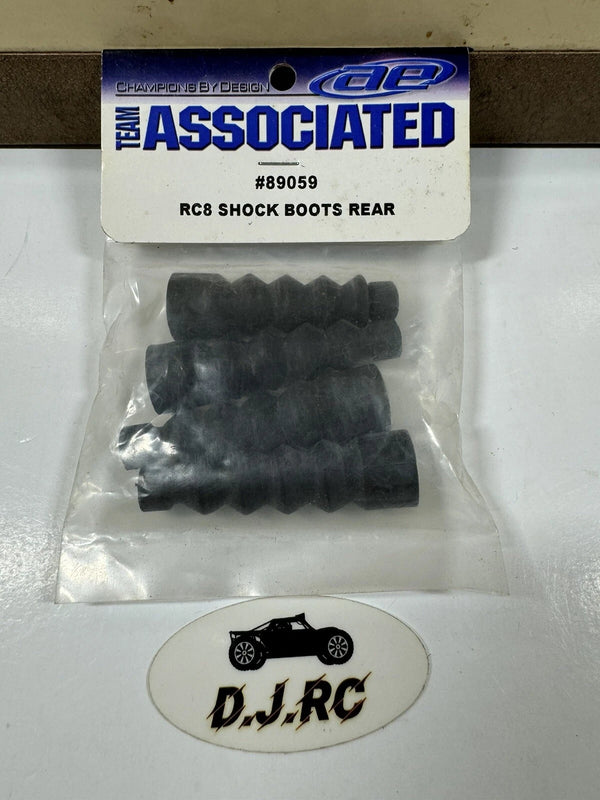 CHAMPIONS BY DESIGN
ae
TEAM
ASSOCIATED
#89059
RC8 SHOCK BOOTS REAR
D.J.RC